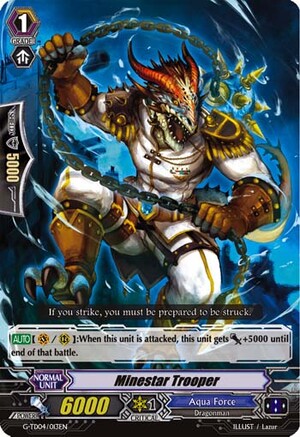 1
GRADE
SHIELD
5000
If you strike, you must be prepared to be struck.
AUTO [ ]:When this unit is attacked, this unit gets +5000 until
end of that battle.
NORMAL
UNIT
Minestar Trooper
POWER
6000
1
CRITICAL
Aqua Force
Dragonman
G-TD04/013EN
ILLUST / Lazur